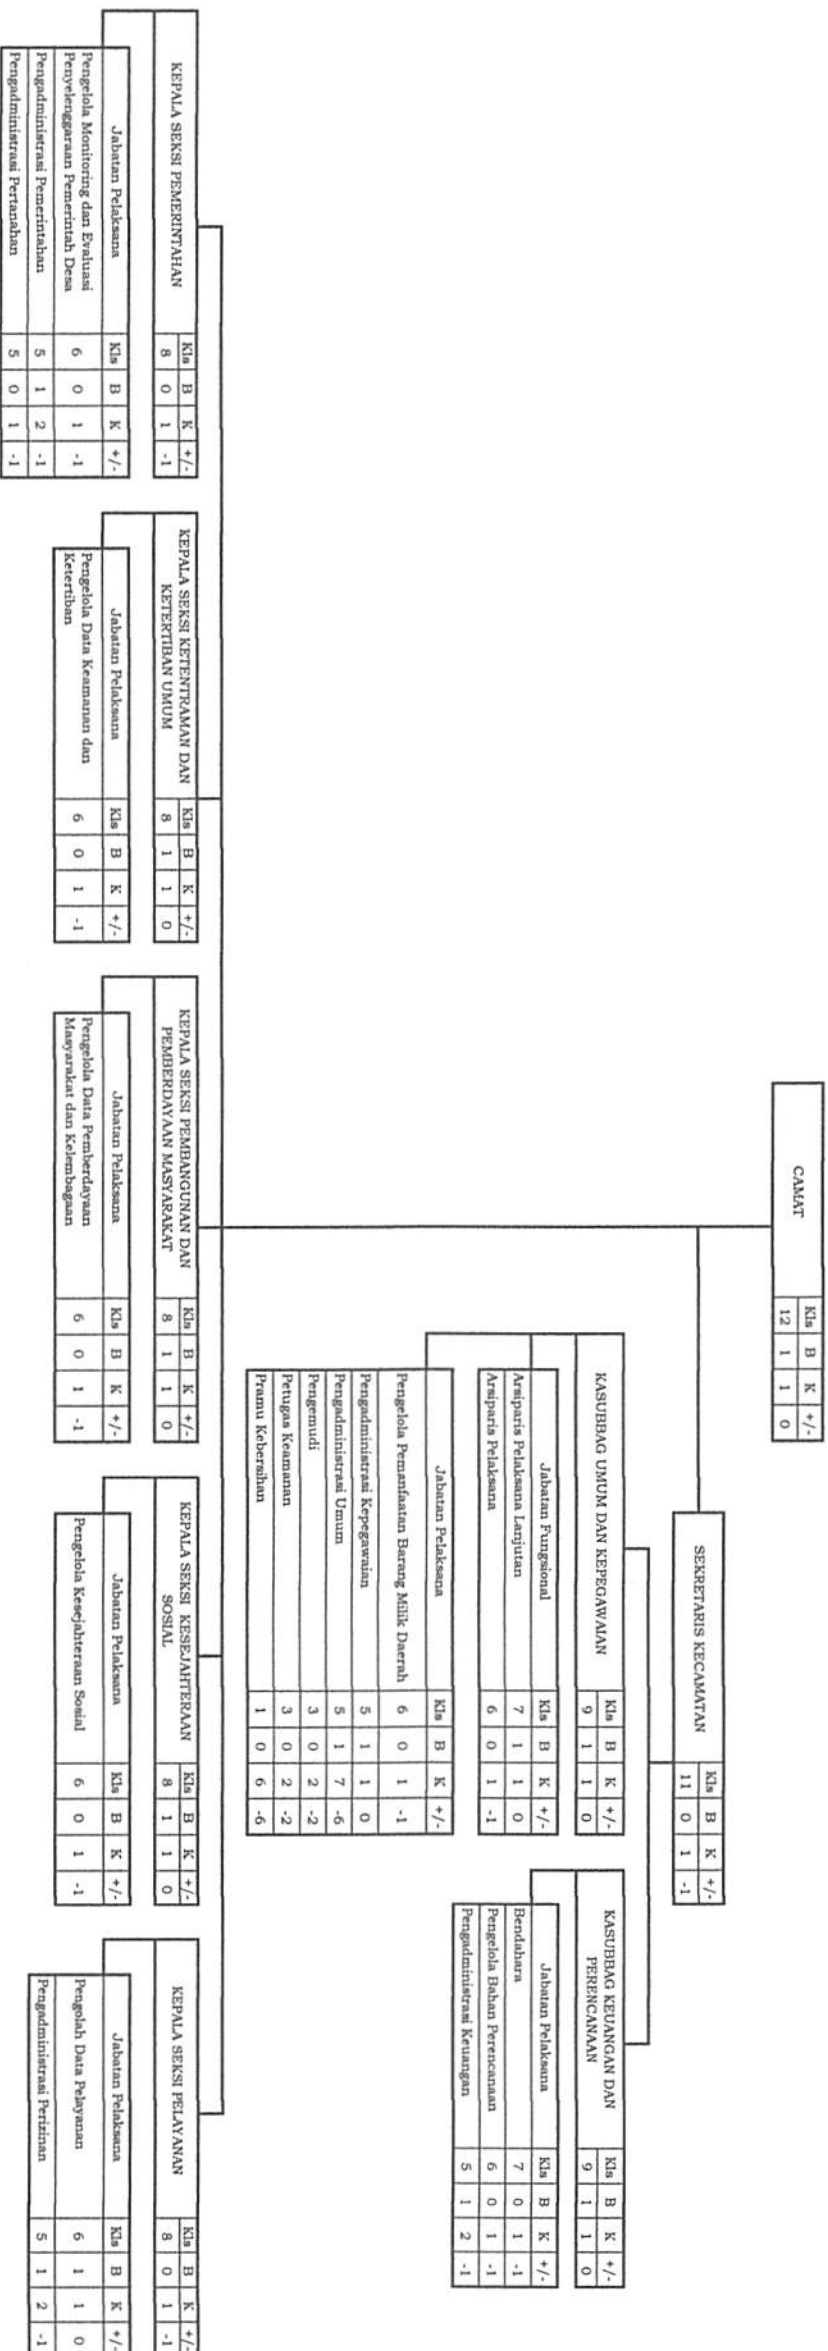 CAMAT
Kls B K +/-
12 1 1 0
SEKRETARIS KECAMATAN
Kls B K +/-
11 0 1 -1
KASUBBAG UMUM DAN KEPEGAWAIAN
Kls B K +/-
9 1 1 0
Jabatan Fungsional Kls B K +/-
Arsiparis Pelaksana Lanjutan 7 1 1 0
Arsiparis Pelaksana 6 0 1 -1
Jabatan Pelaksana Kls B K +/-
Pengelola Pemanfaatan Barang Milik Daerah 6 0 1 -1
Pengadministrasi Kepegawaian 5 1 1 0
Pengadministrasi Umum 5 1 7 -6
Pengemudi 3 0 2 -2
Petugas Keamanan 3 0 2 -2
Pramu Kebersihan 1 0 6 -6
KASUBBAG KEUANGAN DAN
PERENCANAAN
Kls B K +/-
9 1 1 0
Jabatan Pelaksana Kls B K +/-
Bendahara 7 0 1 -1
Pengelola Bahan Perencanaan 6 0 1 -1
Pengadministrasi Keuangan 5 1 2 -1
KEPALA SEKSI PEMERINTAHAN
Kls B K +/-
8 0 1 -1
Jabatan Pelaksana Kls B K +/-
Pengelola Monitoring dan Evaluasi
Penyelenggaraan Pemerintah Desa 6 0 1 -1
Pengadministrasi Pemerintahan 5 1 2 -1
Pengadministrasi Pertanahan 5 0 1 -1
KEPALA SEKSI KETENTRAMAN DAN
KETERTIBAN UMUM
Kls B K +/-
8 1 1 0
Jabatan Pelaksana Kls B K +/-
Pengelola Data Keamanan dan
Ketertiban 6 0 1 -1
KEPALA SEKSI PEMBANGUNAN DAN
PEMBERDAYAAN MASYARAKAT
Kls B K +/-
8 1 1 0
Jabatan Pelaksana Kls B K +/-
Pengelola Data Pemberdayaan
Masyarakat dan Kelembagaan 6 0 1 -1
KEPALA SEKSI KESEJAHTERAAN
SOSIAL
Kls B K +/-
8 1 1 0
Jabatan Pelaksana Kls B K +/-
Pengelola Kesejahteraan Sosial 6 0 1 -1
KEPALA SEKSI PELAYANAN
Kls B K +/-
8 0 1 -1
Jabatan Pelaksana Kls B K +/-
Pengolah Data Pelayanan 6 1 1 0
Pengadministrasi Perizinan 5 1 2 -1